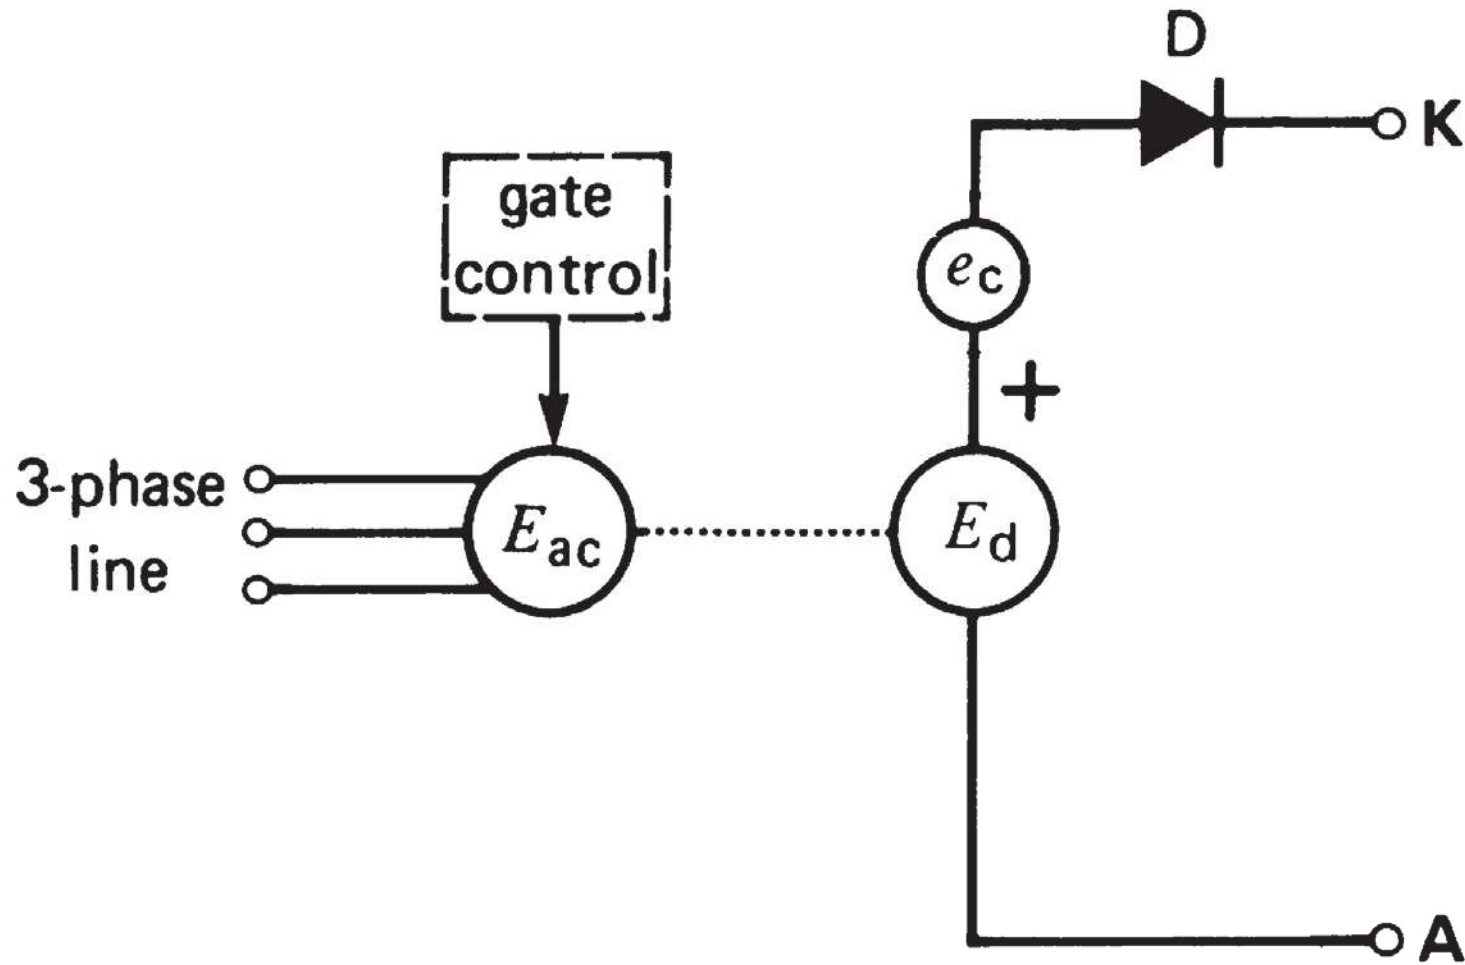 D
K
gate
control
e_c
+
3-phase
line
E_ac
E_d
A